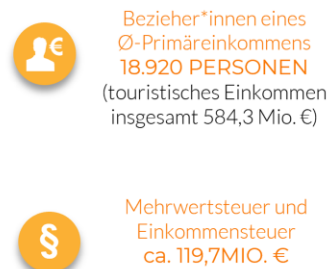 €
Bezieher*innen eines
Ø-Primäreinkommens
18.920 PERSONEN
(touristisches Einkommen
insgesamt 584,3 Mio. €)
§
Mehrwertsteuer und
Einkommensteuer
ca. 119,7MIO. €